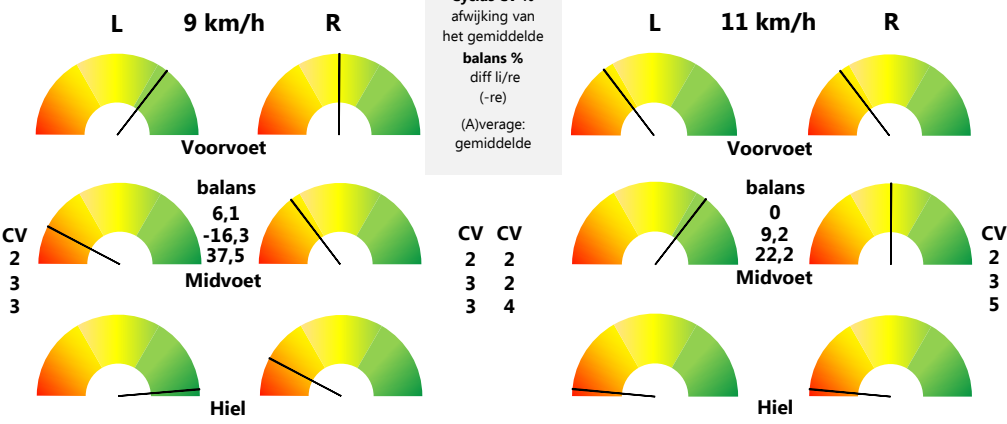 L 9 km/h R
Cyclus CV %
afwijking van
het gemiddelde
balans %
diff li/re
(-re)
(A)verage:
gemiddelde
L 11 km/h R
Voorvoet
Voorvoet
balans
6,1
-16,3
37,5
Midvoet
CV
2
3
3
CV CV
2 2
3 2
3 4
balans
0
9,2
22,2
Midvoet
CV
2
3
5
Hiel
Hiel